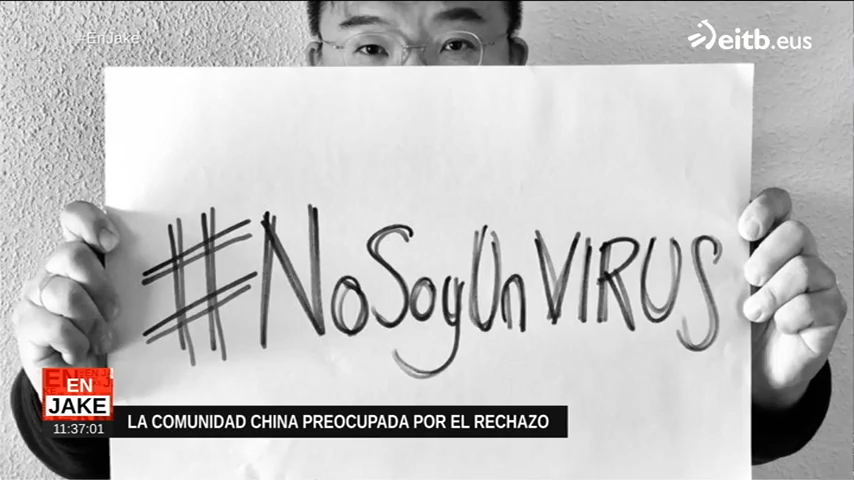 #EnJake
eitb.eus
#NoSoyUnVIRUS
EN
JAKE
LA COMUNIDAD CHINA PREOCUPADA POR EL RECHAZO
11:37:01